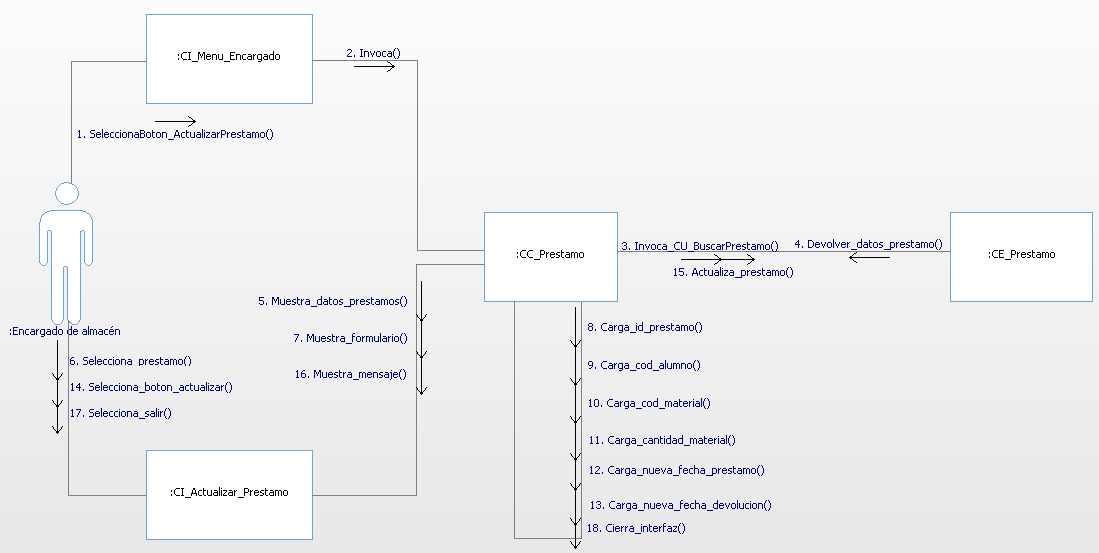 :CI_Menu_Encargado
2. Invoca()
1. SeleccionaBoton_ActualizarPrestamo()
:CC_Prestamo
3. Invoca_CU_BuscarPrestamo()
4. Devolver_datos_prestamo()
15. Actualiza_prestamo()
:CE_Prestamo
:Encargado de almacén
5. Muestra_datos_prestamos()
7. Muestra_formulario()
16. Muestra_mensaje()
6. Selecciona_prestamo()
14. Selecciona_boton_actualizar()
17. Selecciona_salir()
8. Carga_id_prestamo()
9. Carga_cod_alumno()
10. Carga_cod_material()
11. Carga_cantidad_material()
12. Carga_nueva_fecha_prestamo()
13. Carga_nueva_fecha_devolucion()
18. Cierra_interfaz()
:CI_Actualizar_Prestamo